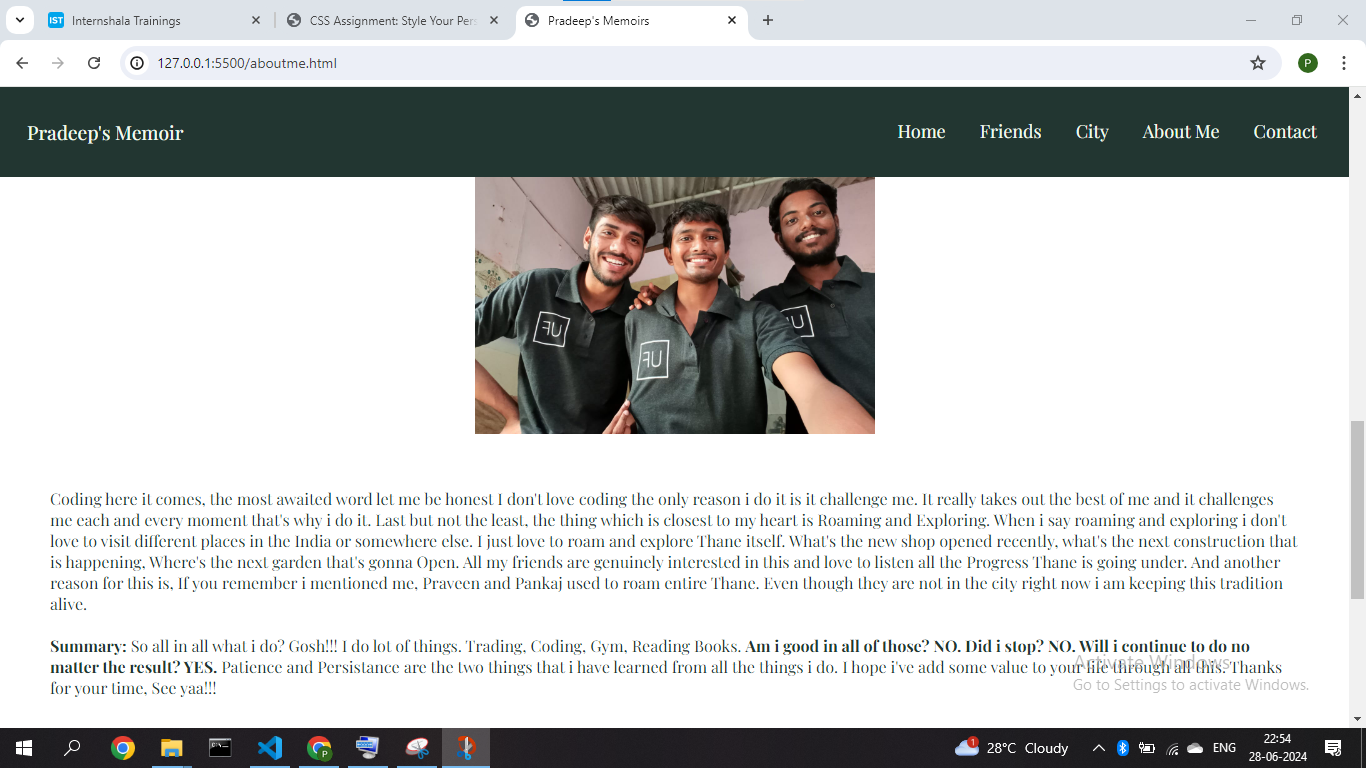 IST Internshala Trainings
CSS Assignment: Style Your Pers
Pradeep's Memoirs
127.0.0.1:5500/aboutme.html
P
Pradeep's Memoir
Home Friends City About Me Contact
Coding here it comes, the most awaited word let me be honest I don't love coding the only reason i do it is it challenge me. It really takes out the best of me and it challenges
me each and every moment that's why i do it. Last but not the least, the thing which is closest to my heart is Roaming and Exploring. When i say roaming and exploring i don't
love to visit different places in the India or somewhere else. I just love to roam and explore Thane itself. What's the new shop opened recently, what's the next construction that
is happening, Where's the next garden that's gonna Open. All my friends are genuinely interested in this and love to listen all the Progress Thane is going under. And another
reason for this is, If you remember i mentioned me, Praveen and Pankaj used to roam entire Thane. Even though they are not in the city right now i am keeping this tradition
alive.
Summary: So all in all what i do? Gosh!!! I do lot of things. Trading, Coding, Gym, Reading Books. Am i good in all of those? NO. Did i stop? NO. Will i continue to do no
matter the result? YES. Patience and Persistance are the two things that i have learned from all the things i do. I hope i've add some value to your life through all this. Thanks
for your time, See yaa!!!
Activate Windows
Go to Settings to activate Windows.
1
28°C Cloudy
ENG
22:54
28-06-2024